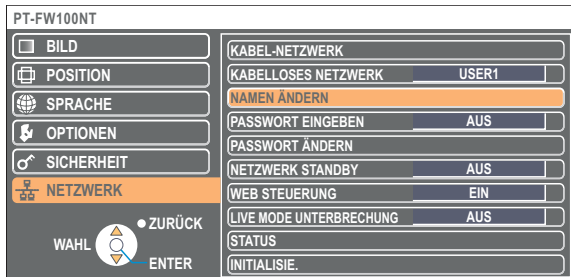 PT-FW100NT
BILD
POSITION
SPRACHE
OPTIONEN
SICHERHEIT
NETZWERK
ZURÜCK
WAHL
ENTER
KABEL-NETZWERK
KABELLOSES NETZWERK USER1
NAMEN ÄNDERN
PASSWORT EINGEBEN AUS
PASSWORT ÄNDERN
NETZWERK STANDBY AUS
WEB STEUERUNG EIN
LIVE MODE UNTERBRECHUNG AUS
STATUS
INITIALISIE.